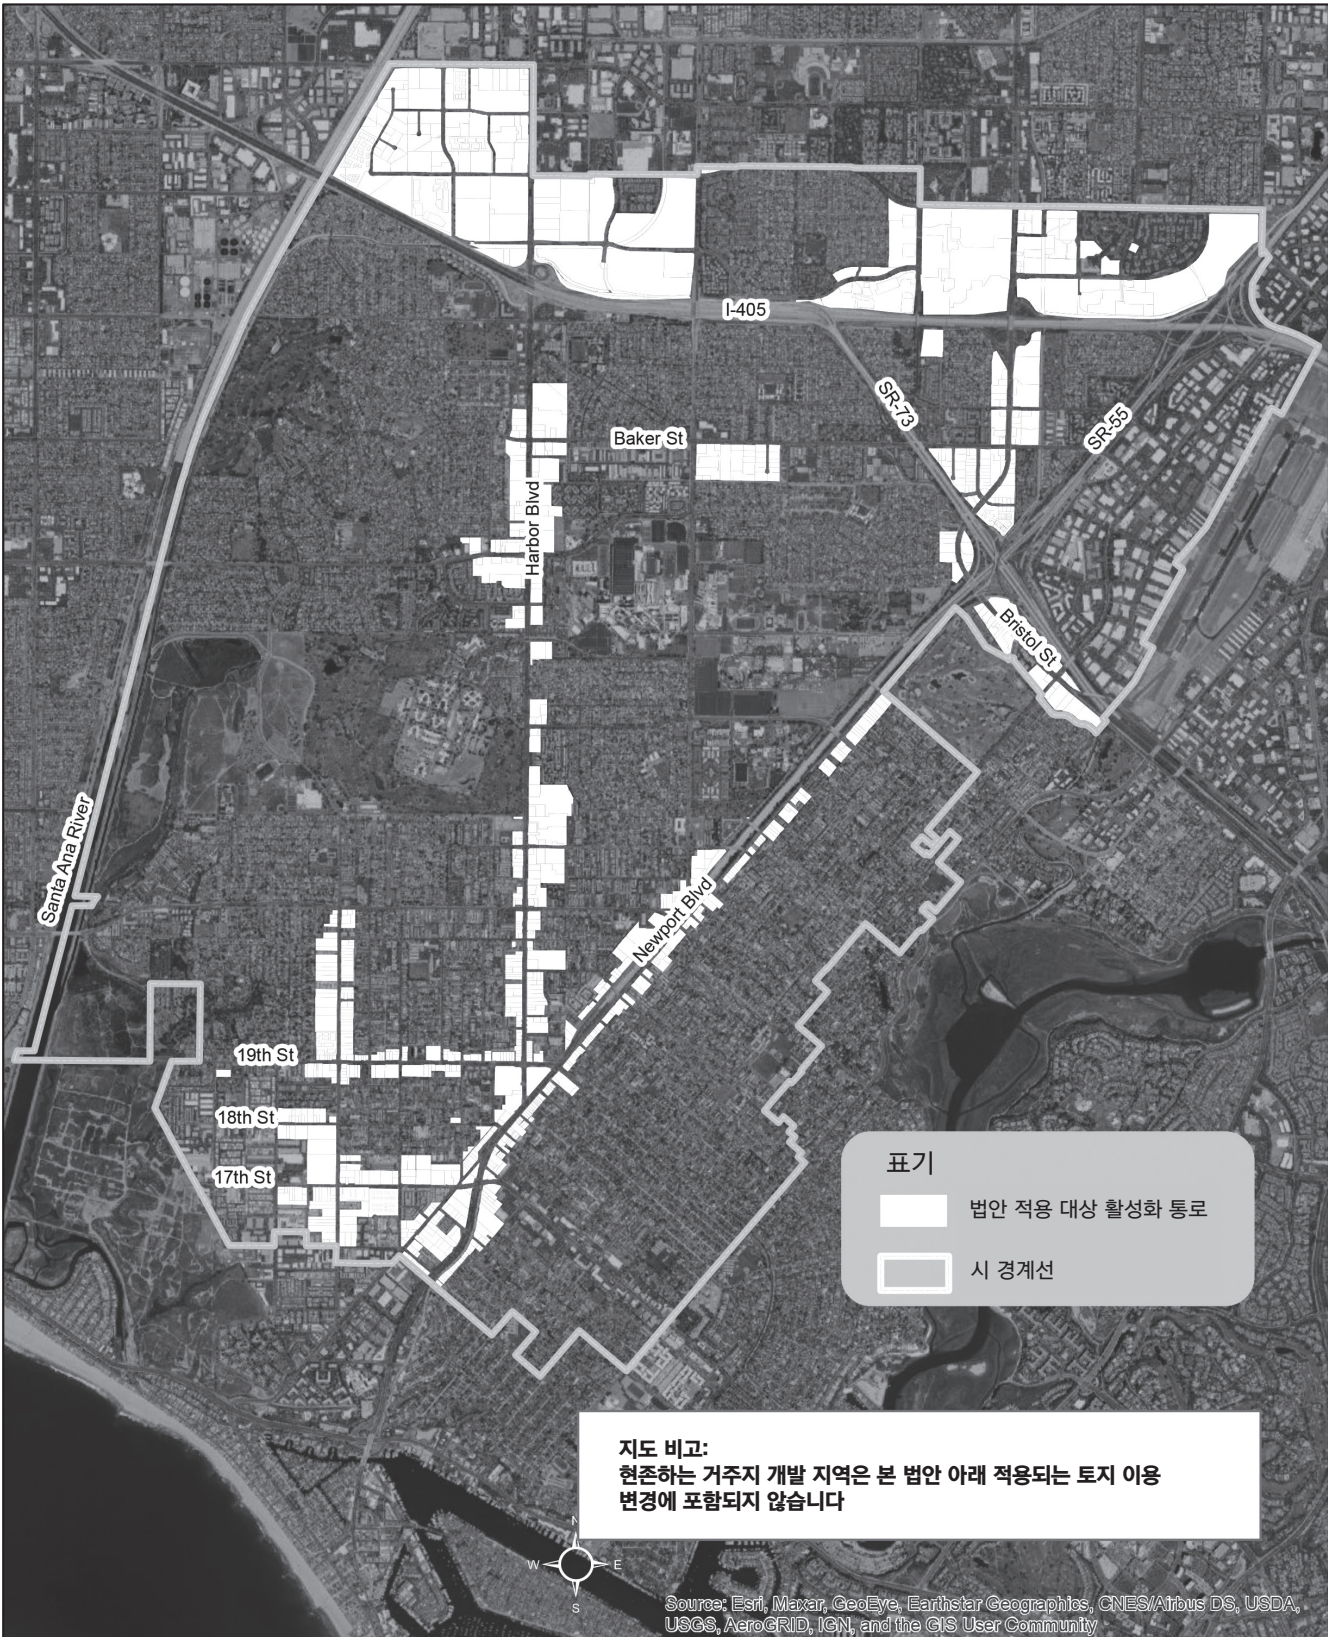 I-405
SR-73
SR-55
Baker St
Harbor Blvd
Bristol St
Santa Ana River
Newport Blvd
19th St
18th St
17th St
표기
법안 적용 대상 활성화 통로
시 경계선
지도 비고:
현존하는 거주지 개발 지역은 본 법안 아래 적용되는 토지 이용
변경에 포함되지 않습니다
N
W
E
S
Source: Esri, Maxar, GeoEye, Earthstar Geographics, CNES/Airbus DS, USDA,
USGS, AeroGRID, IGN, and the GIS User Community